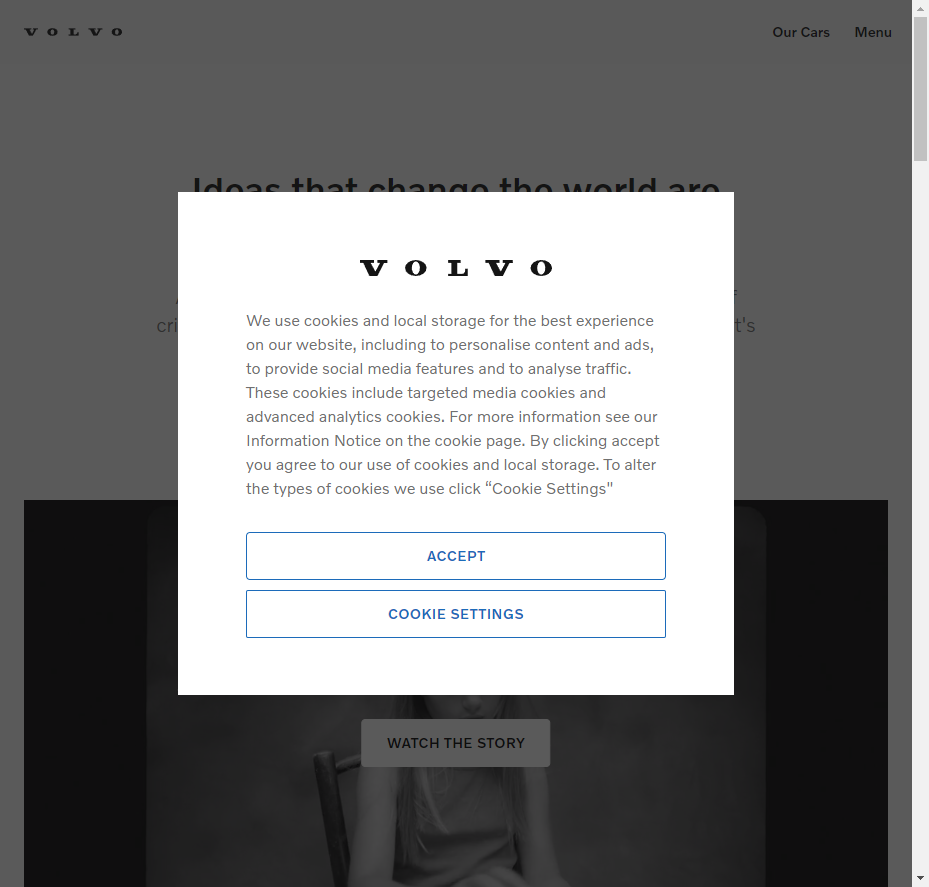 VOLVO
Our Cars
Menu
Ideas that change the world are
VOLVO
We use cookies and local storage for the best experience
on our website, including to personalise content and ads,
to provide social media features and to analyse traffic.
These cookies include targeted media cookies and
advanced analytics cookies. For more information see our
Information Notice on the cookie page. By clicking accept
you agree to our use of cookies and local storage. To alter
the types of cookies we use click “Cookie Settings"
ACCEPT
COOKIE SETTINGS
WATCH THE STORY